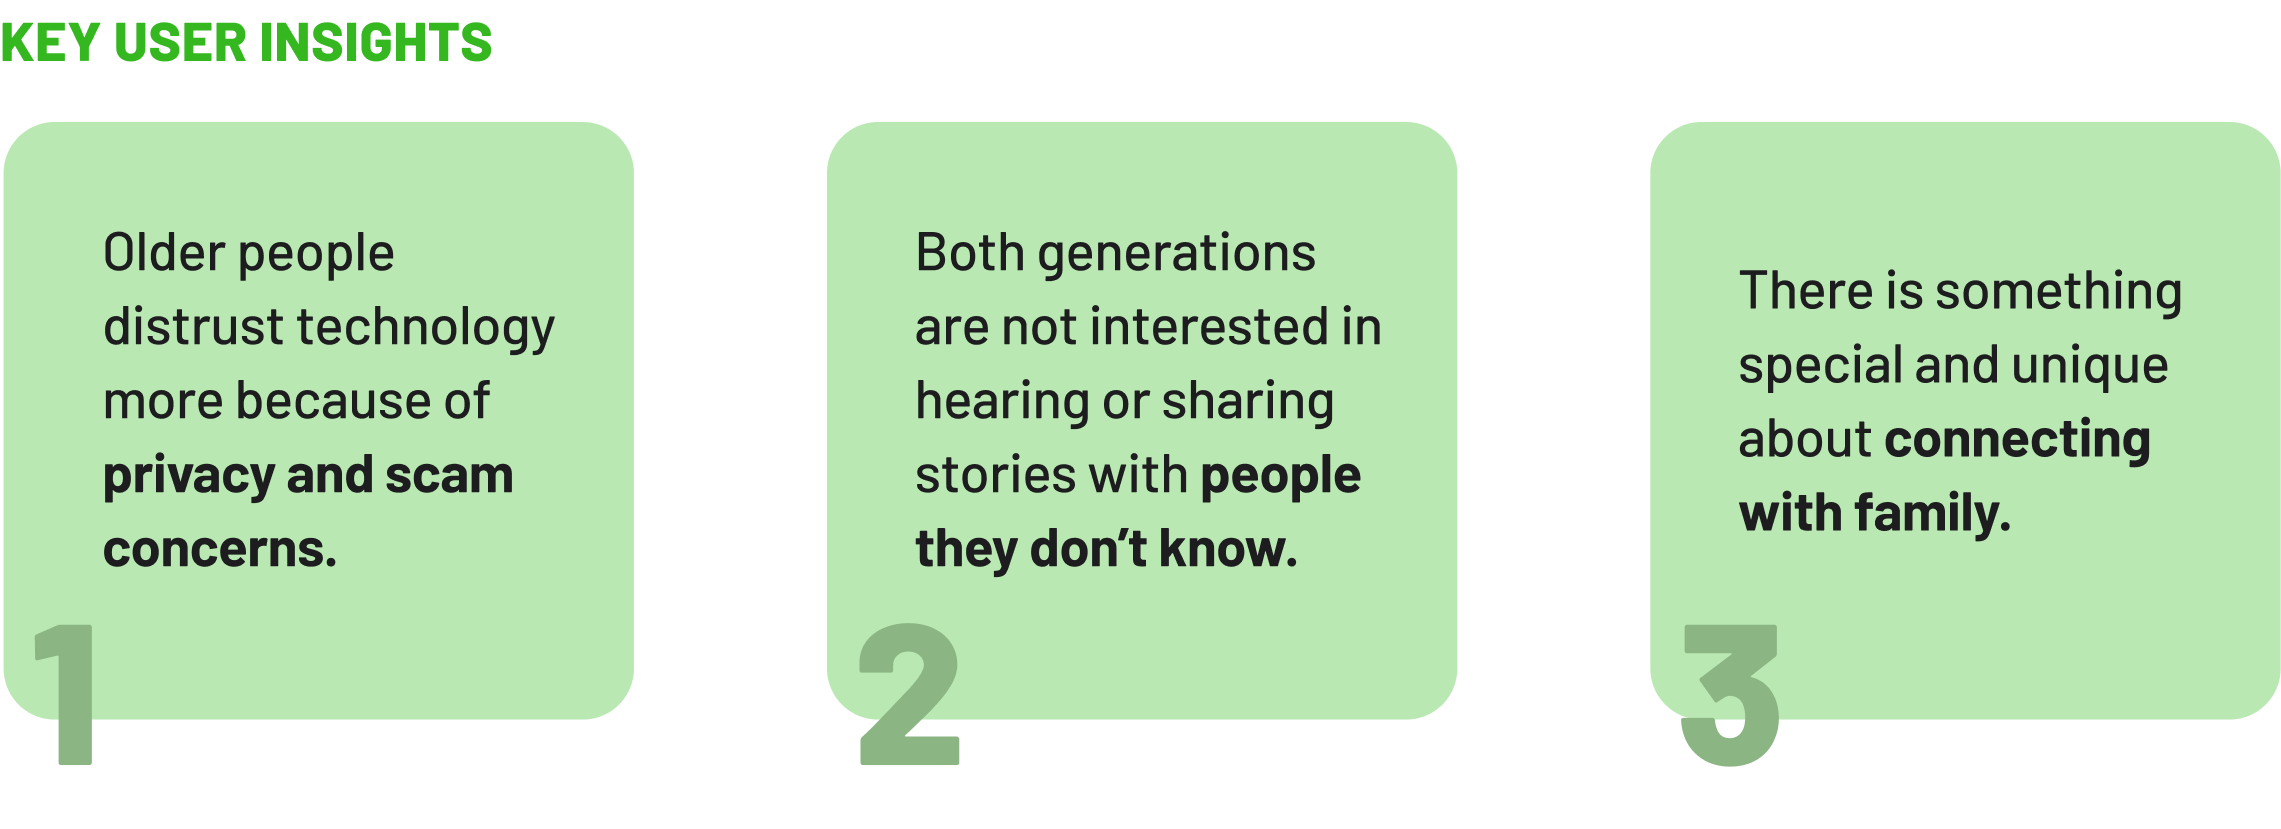 KEY USER INSIGHTS
Older people
distrust technology
more because of
privacy and scam
concerns.
1
Both generations
are not interested in
hearing or sharing
stories with people
they don’t know.
2
There is something
special and unique
about connecting
with family.
3